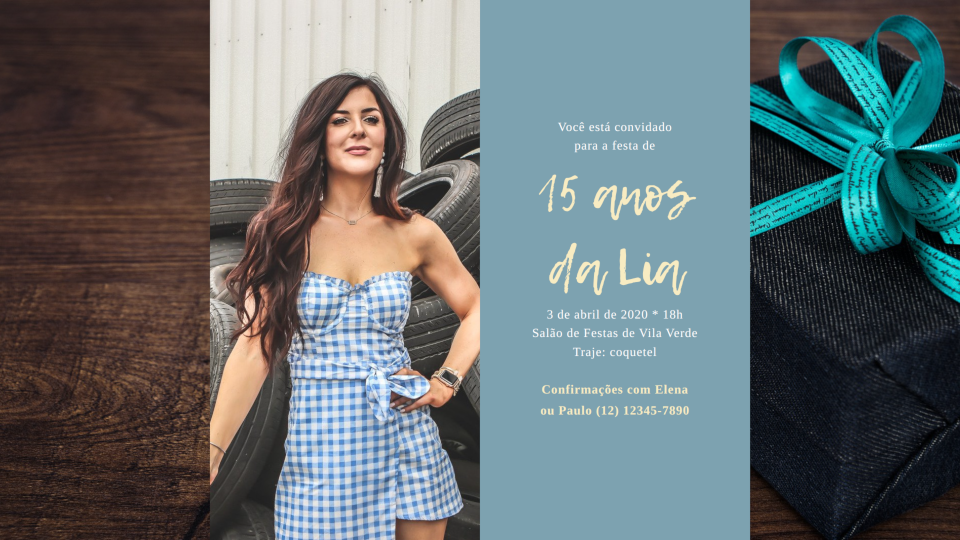 Você está convidado
para a festa de
15 anos
da Lia
3 de abril de 2020 * 18h
Salão de Festas de Vila Verde
Traje: coquetel
Confirmações com Elena
ou Paulo (12) 12345-7890